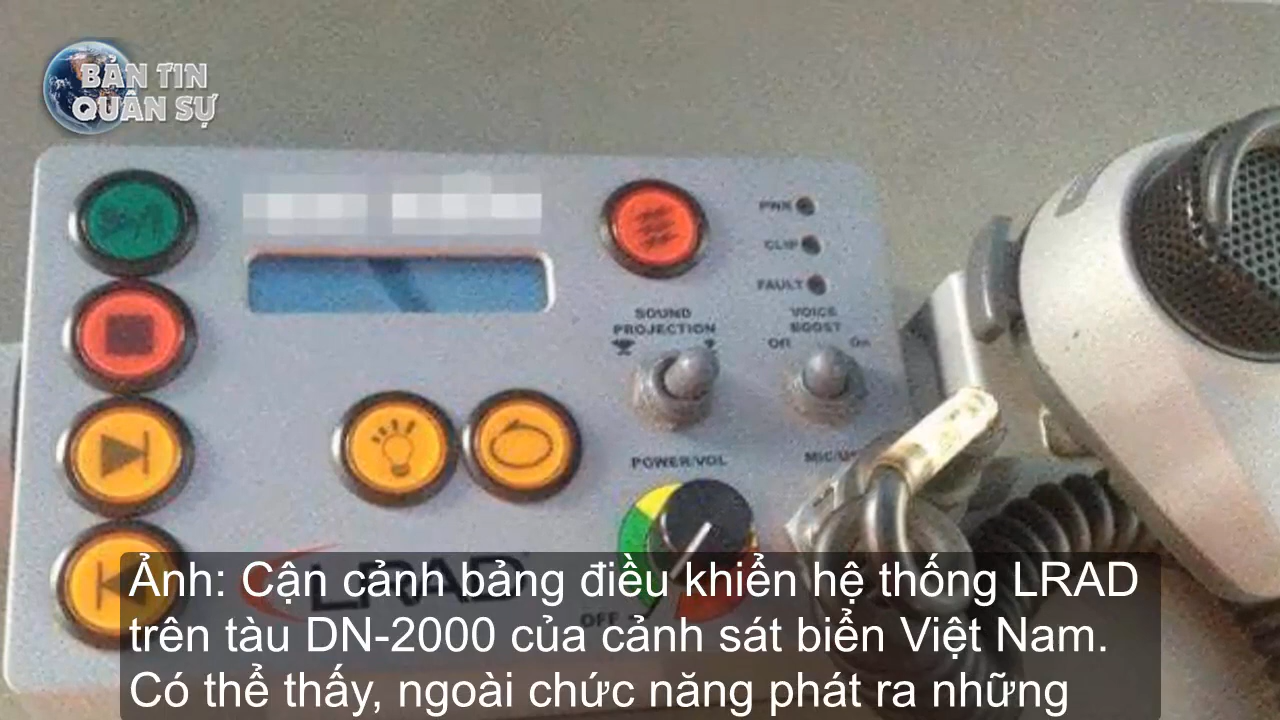 BẢN TIN
QUÂN SỰ
PWR
CLIP
FAULT
SOUND
PROJECTION
VOICE
BOOST
Off
On
POWER/VOL
LRAD
OFF
Ảnh: Cận cảnh bảng điều khiển hệ thống LRAD
trên tàu DN-2000 của cảnh sát biển Việt Nam.
Có thể thấy, ngoài chức năng phát ra những